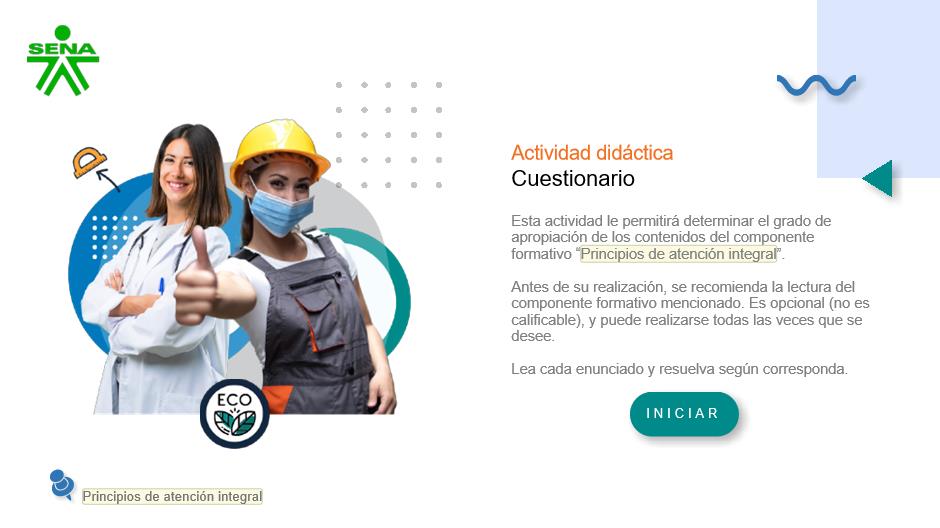 SENA
Actividad didáctica
Cuestionario
Esta actividad le permitirá determinar el grado de
apropiación de los contenidos del componente
formativo “Principios de atención integral”.
Antes de su realización, se recomienda la lectura del
componente formativo mencionado. Es opcional (no es
calificable), y puede realizarse todas las veces que se
desee.
Lea cada enunciado y resuelva según corresponda.
INICIAR
ECO
Principios de atención integral